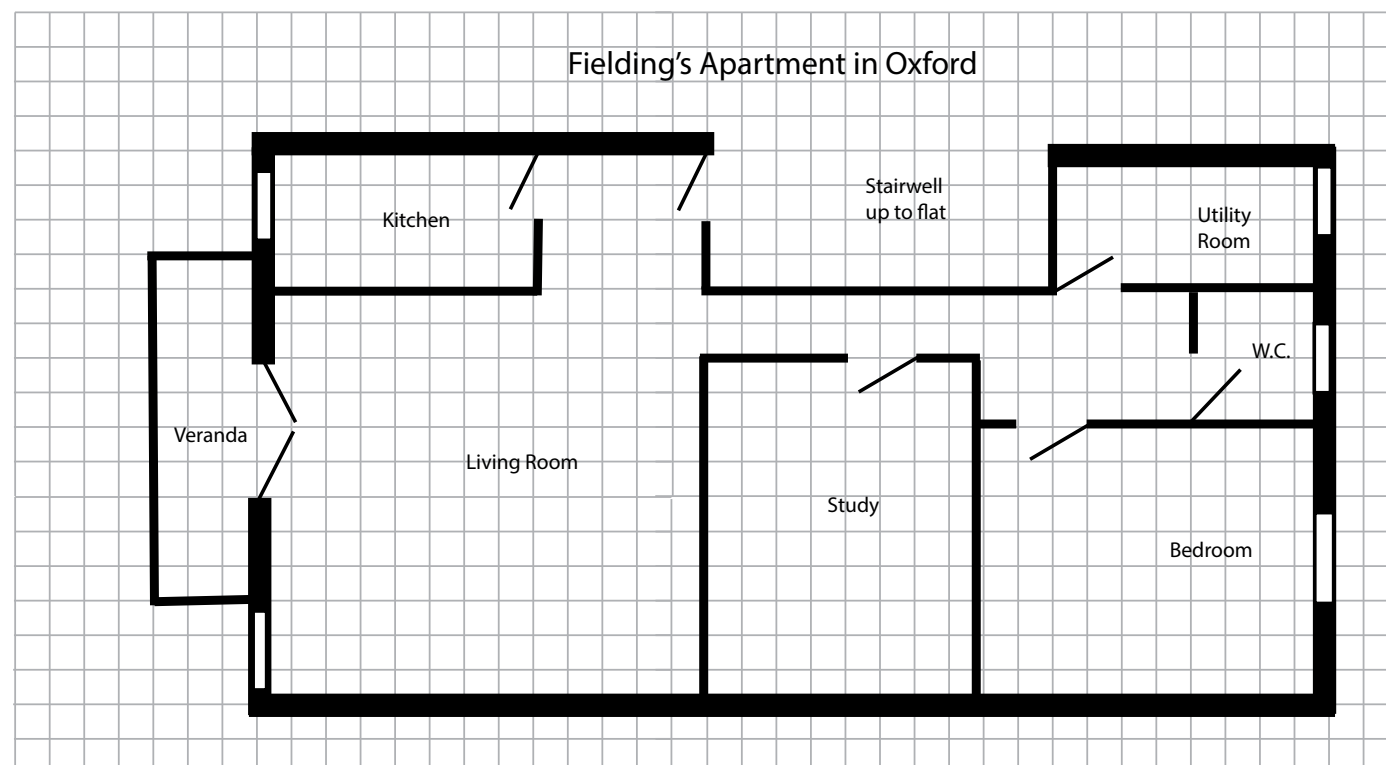 Fielding's Apartment in Oxford
Stairwell
up to flat
Kitchen
Utility
Room
W.C.
Veranda
Living Room
Study
Bedroom